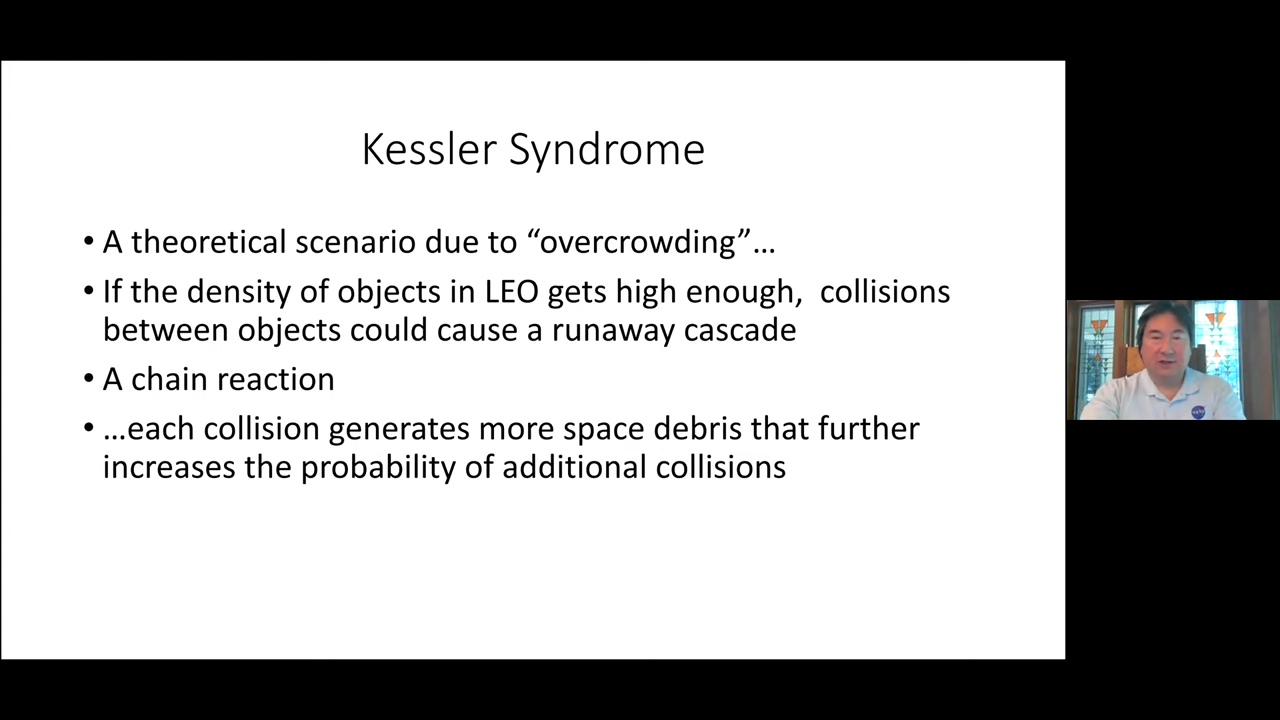 Kessler Syndrome
• A theoretical scenario due to “overcrowding”…
• If the density of objects in LEO gets high enough,  collisions
between objects could cause a runaway cascade
• A chain reaction
• …each collision generates more space debris that further
increases the probability of additional collisions